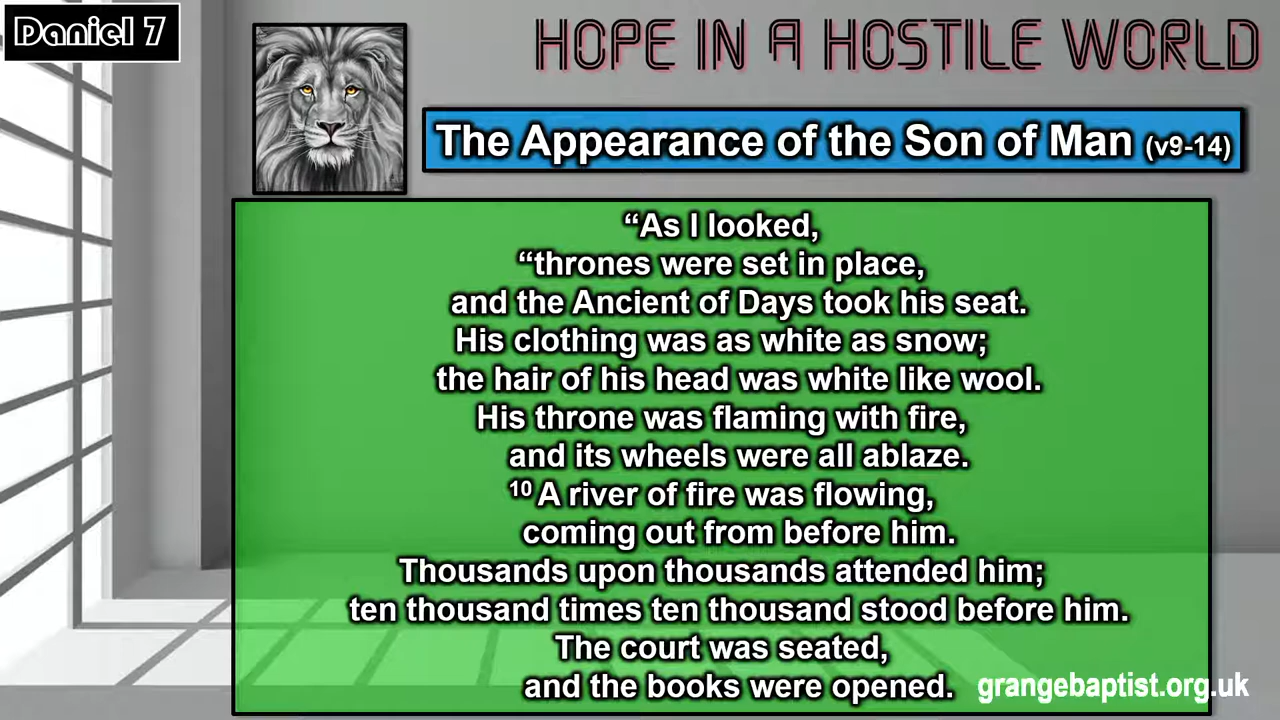 Daniel 7
HOPE IN A HOSTILE WORLD
The Appearance of the Son of Man (v9-14)
“As I looked,
“thrones were set in place,
and the Ancient of Days took his seat.
His clothing was as white as snow;
the hair of his head was white like wool.
His throne was flaming with fire,
and its wheels were all ablaze.
¹⁰ A river of fire was flowing,
coming out from before him.
Thousands upon thousands attended him;
ten thousand times ten thousand stood before him.
The court was seated,
and the books were opened.
grangebaptist.org.uk